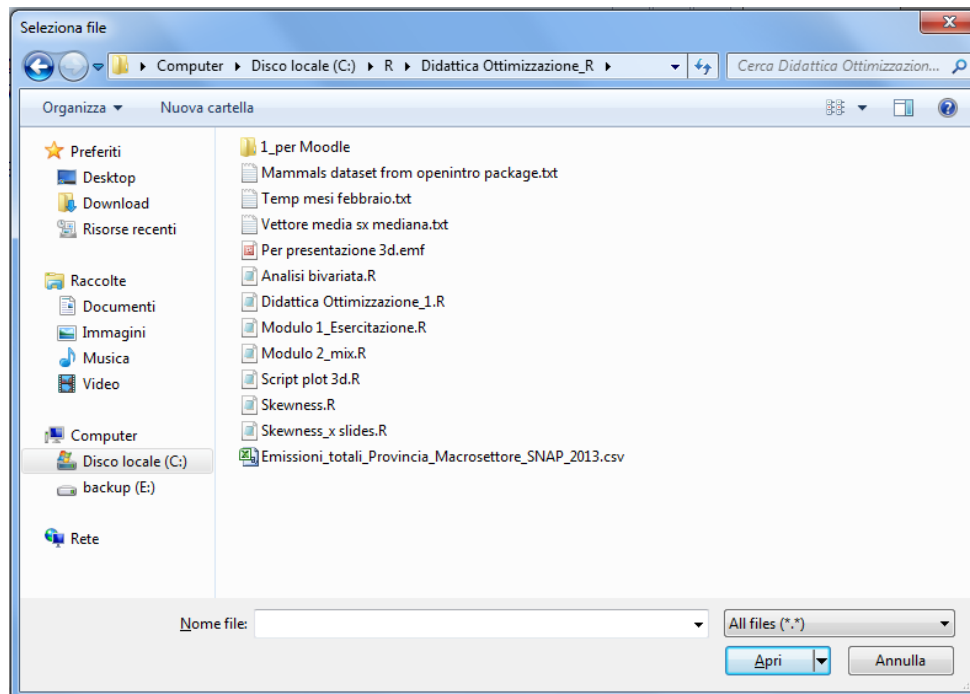 Seleziona file
Computer Disco locale (C:) R Didattica Ottimizzazione_R
Cerca Didattica Ottimizzazion...
Organizza Nuova cartella
Preferiti
Desktop
Download
Risorse recenti
Raccolte
Documenti
Immagini
Musica
Video
Computer
Disco locale (C:)
backup (E:)
Rete
1_per Moodle
Mammals dataset from openintro package.txt
Temp mesi febbraio.txt
Vettore media sx mediana.txt
Per presentazione 3d.emf
Analisi bivariata.R
Didattica Ottimizzazione_1.R
Modulo 1_Esercitazione.R
Modulo 2_mix.R
Script plot 3d.R
Skewness.R
Skewness_x slides.R
Emissioni_totali_Provincia_Macrosettore_SNAP_2013.csv
Nome file:
All files (*.*)
Apri
Annulla